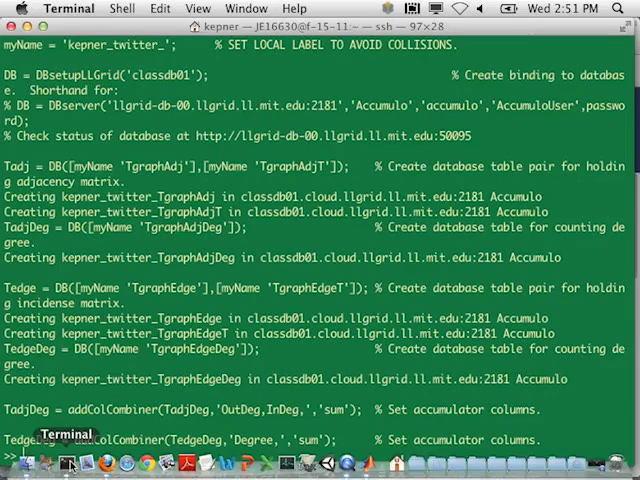 Terminal Shell Edit View Window Help
Wed 2:51 PM
kepner — JE16630@f-15-11:~ — ssh — 97×28
myName = 'kepner_twitter_'; % SET LOCAL LABEL TO AVOID COLLISIONS.
DB = DBsetupLLGrid('classdb01'); % Create binding to databas
e. Shorthand for:
% DB = DBserver('llgrid-db-00.llgrid.ll.mit.edu:2181','Accumulo','accumulo','AccumuloUser',passwo
rd);
% Check status of database at http://llgrid-db-00.llgrid.ll.mit.edu:50095
Tadj = DB([myName 'TgraphAdj'],[myName 'TgraphAdjT']); % Create database table pair for holdin
g adjacency matrix.
Creating kepner_twitter_TgraphAdj in classdb01.cloud.llgrid.ll.mit.edu:2181 Accumulo
Creating kepner_twitter_TgraphAdjT in classdb01.cloud.llgrid.ll.mit.edu:2181 Accumulo
TadjDeg = DB([myName 'TgraphAdjDeg']); % Create database table for counting de
gree.
Creating kepner_twitter_TgraphAdjDeg in classdb01.cloud.llgrid.ll.mit.edu:2181 Accumulo
Tedge = DB([myName 'TgraphEdge'],[myName 'TgraphEdgeT']); % Create database table pair for holdin
g incidense matrix.
Creating kepner_twitter_TgraphEdge in classdb01.cloud.llgrid.ll.mit.edu:2181 Accumulo
Creating kepner_twitter_TgraphEdgeT in classdb01.cloud.llgrid.ll.mit.edu:2181 Accumulo
TedgeDeg = DB([myName 'TgraphEdgeDeg']); % Create database table for counting de
gree.
Creating kepner_twitter_TgraphEdgeDeg in classdb01.cloud.llgrid.ll.mit.edu:2181 Accumulo
TadjDeg = addColCombiner(TadjDeg,'OutDeg,InDeg,','sum'); % Set accumulator columns.
Terminal
TedgeDeg addColCombiner(TedgeDeg,'Degree,','sum'); % Set accumulator columns.
>>